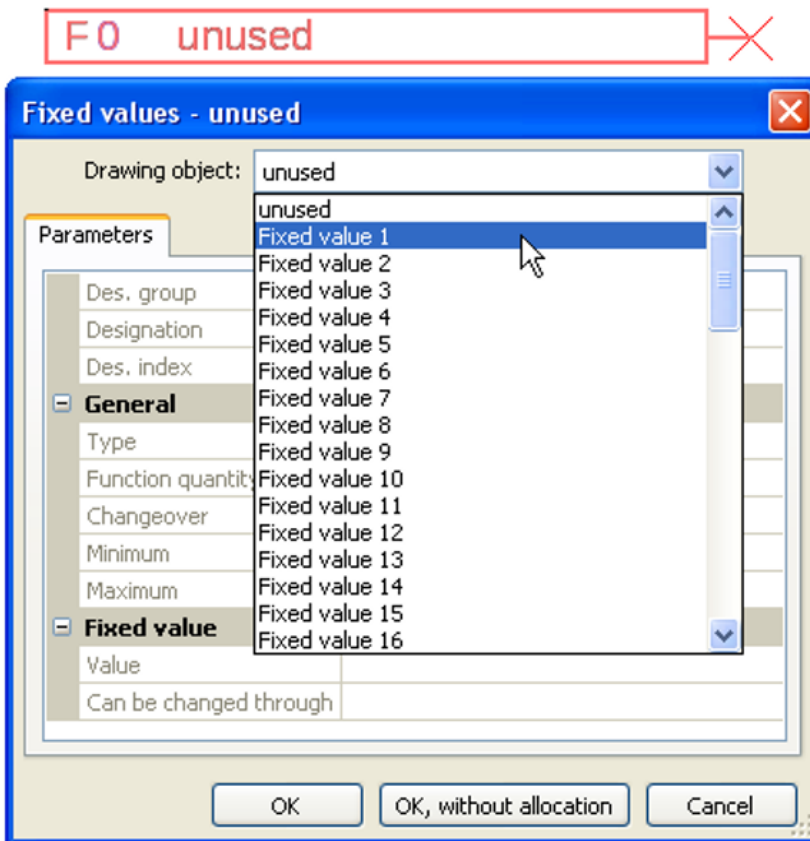 F0 unused
Fixed values - unused
Drawing object: unused
unused
Parameters
Fixed value 1
Fixed value 2
Fixed value 3
Fixed value 4
Fixed value 5
Fixed value 6
Fixed value 7
Fixed value 8
Fixed value 9
Fixed value 10
Fixed value 11
Fixed value 12
Fixed value 13
Fixed value 14
Fixed value 15
Fixed value 16
Des. group
Designation
Des. index
General
Type
Function quantity
Changeover
Minimum
Maximum
Fixed value
Value
Can be changed through
OK OK, without allocation Cancel